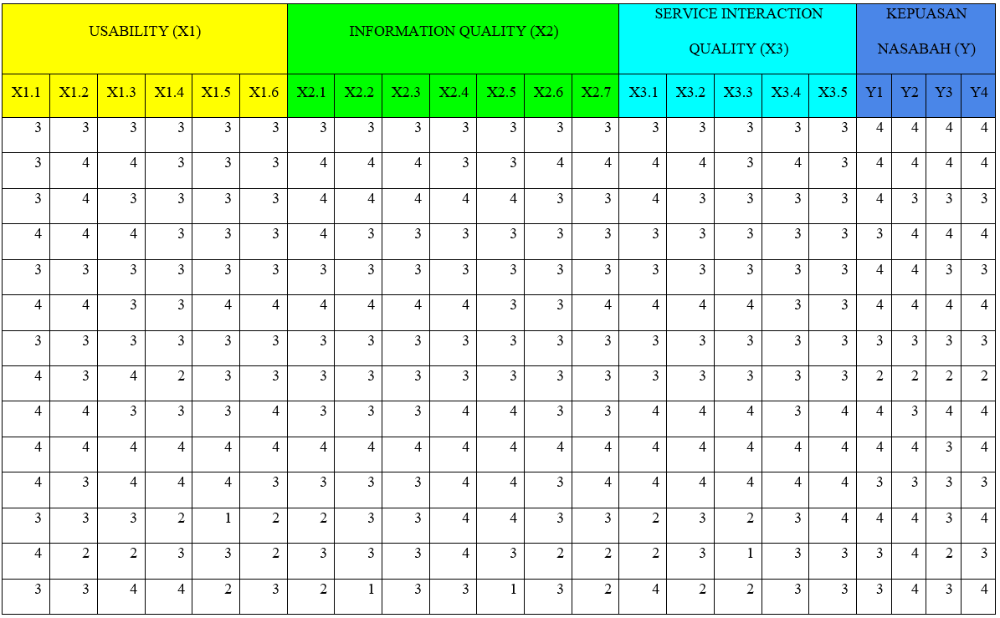 USABILITY (X1) INFORMATION QUALITY (X2) SERVICE INTERACTION QUALITY (X3) KEPUASAN NASABAH (Y)
X1.1 X1.2 X1.3 X1.4 X1.5 X1.6 X2.1 X2.2 X2.3 X2.4 X2.5 X2.6 X2.7 X3.1 X3.2 X3.3 X3.4 X3.5 Y1 Y2 Y3 Y4
3 3 3 3 3 3 3 3 3 3 3 3 3 3 3 3 3 3 4 4 4 4
3 4 4 3 3 3 4 4 4 3 3 4 4 4 4 3 4 3 4 4 4 4
3 4 3 3 3 3 4 4 4 4 4 3 3 4 3 3 3 3 4 3 3 3
4 4 4 3 3 3 4 3 3 3 3 3 3 3 3 3 3 3 3 4 4 4
3 3 3 3 3 3 3 3 3 3 3 3 3 3 3 3 3 3 4 4 3 3
4 4 3 3 4 4 4 4 4 4 3 3 4 4 4 4 3 3 4 4 4 4
3 3 3 3 3 3 3 3 3 3 3 3 3 3 3 3 3 3 3 3 3 3
4 3 4 2 3 3 3 3 3 3 3 3 3 3 3 3 3 3 2 2 2 2
4 4 3 3 3 4 3 3 3 4 4 3 3 4 4 4 3 4 4 3 4 4
4 4 4 4 4 4 4 4 4 4 4 4 4 4 4 4 4 4 4 4 3 4
4 3 4 4 4 3 3 3 3 4 4 3 4 4 4 4 4 4 3 3 3 3
3 3 3 2 1 2 2 3 3 4 4 3 3 2 3 2 3 4 4 4 3 4
4 2 2 3 3 2 3 3 3 4 3 2 2 2 3 1 3 3 3 4 2 3
3 3 4 4 2 3 2 1 3 3 1 3 2 4 2 2 3 3 3 4 3 4